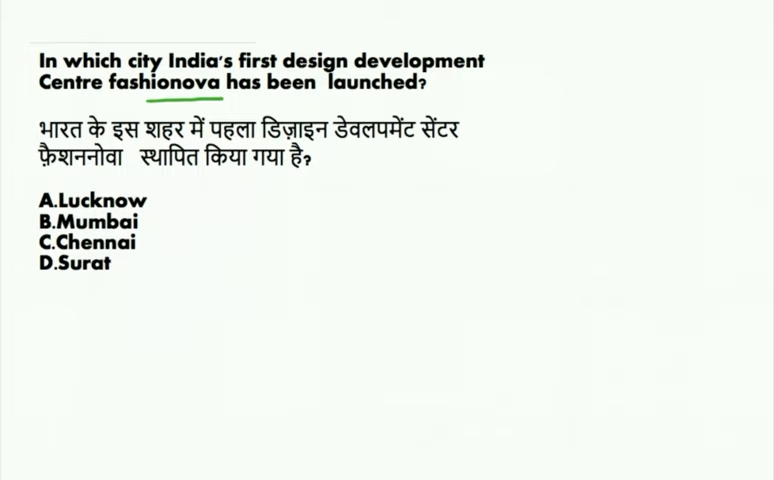 In which city India's first design development
Centre fashionova has been launched?
भारत के इस शहर में पहला डिज़ाइन डेवलपमेंट सेंटर
फ़ैशननोवा स्थापित किया गया है?
A.Lucknow
B.Mumbai
C.Chennai
D.Surat